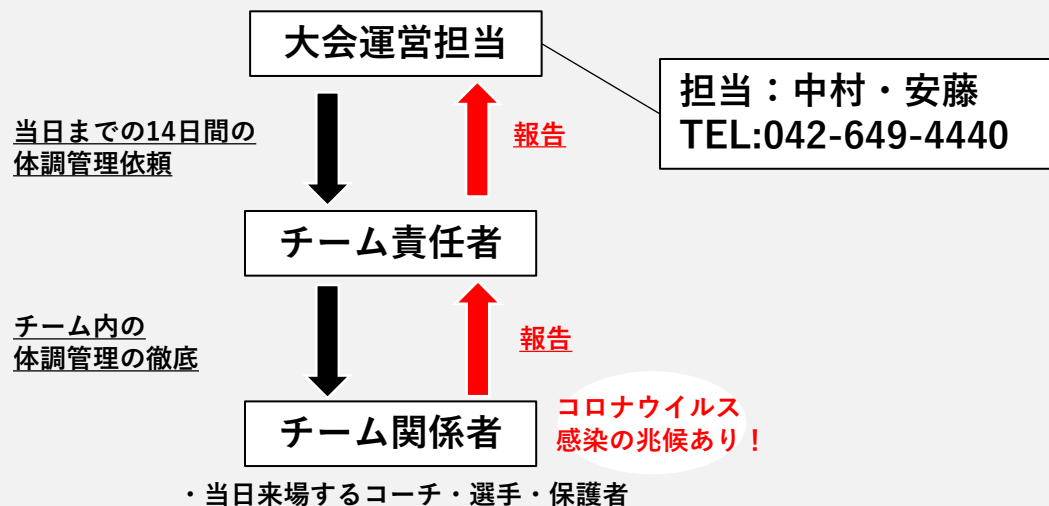 大会運営担当
担当：中村・安藤
TEL:042-649-4440
当日までの14日間の
体調管理依頼
報告
チーム責任者
チーム内の
体調管理の徹底
報告
チーム関係者
コロナウイルス
感染の兆候あり！
・当日来場するコーチ・選手・保護者